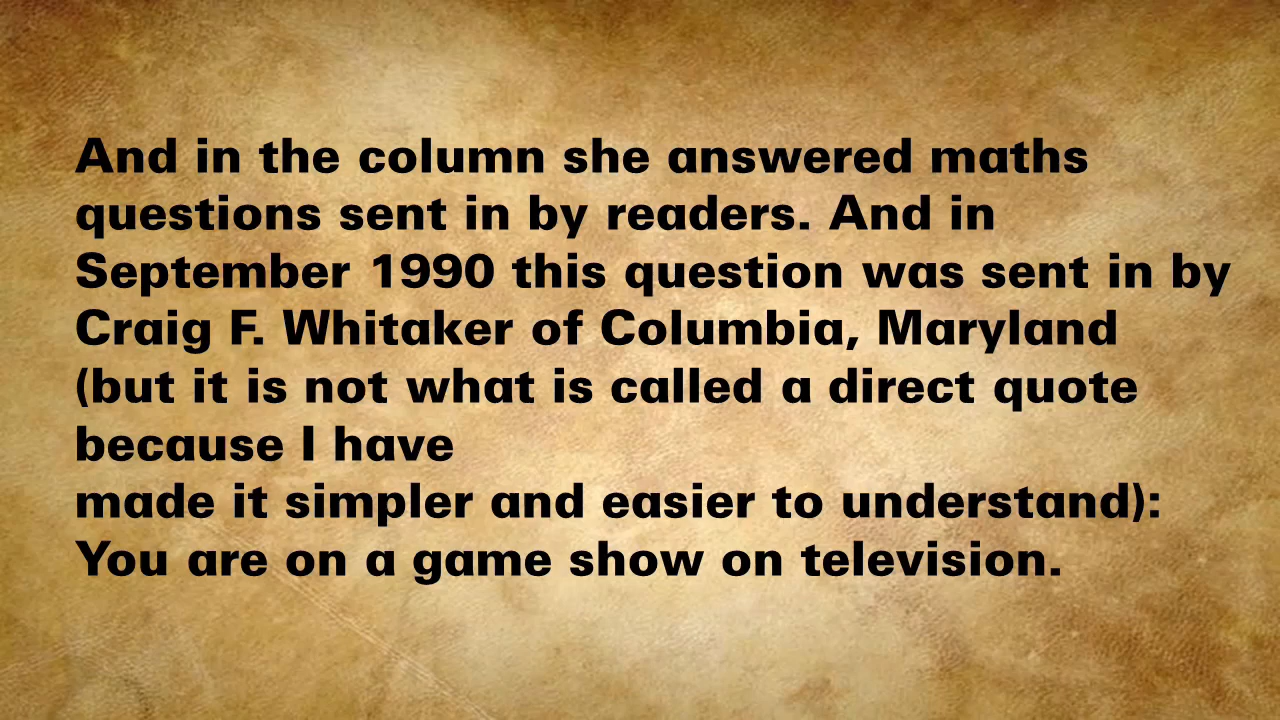 And in the column she answered maths
questions sent in by readers. And in
September 1990 this question was sent in by
Craig F. Whitaker of Columbia, Maryland
(but it is not what is called a direct quote
because I have
made it simpler and easier to understand):
You are on a game show on television.